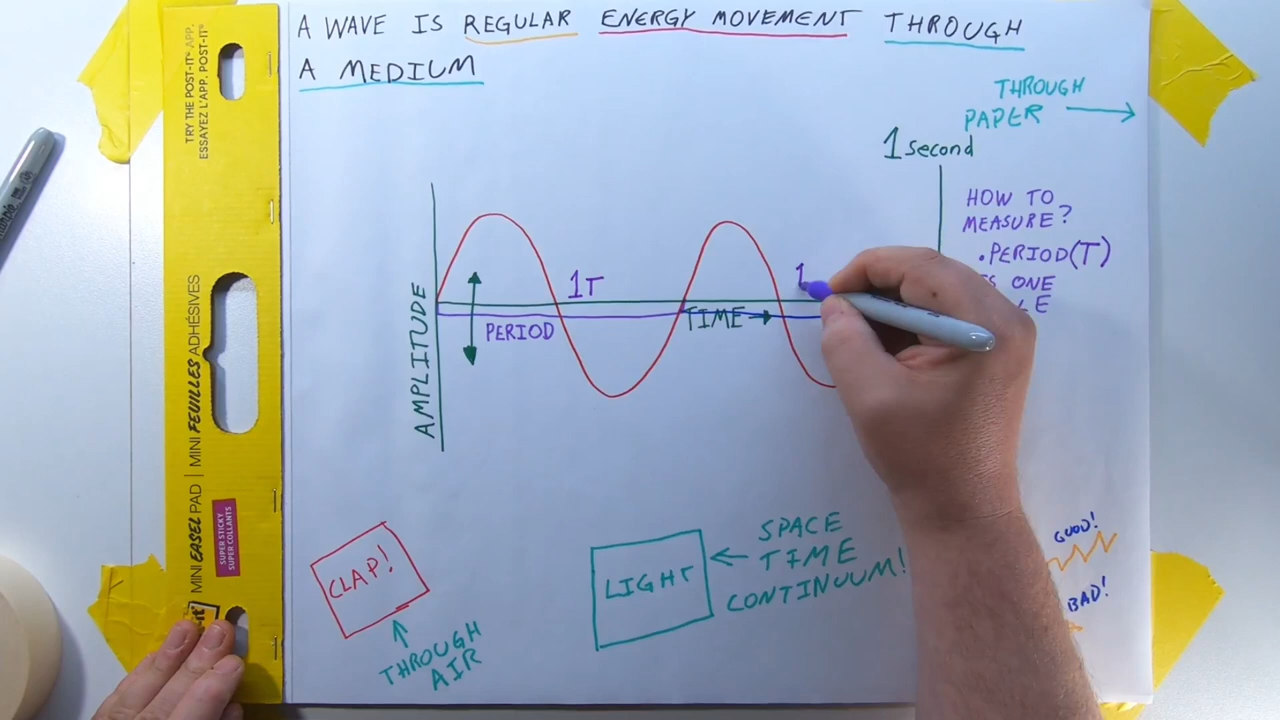 A WAVE IS REGULAR ENERGY MOVEMENT THROUGH
A MEDIUM
THROUGH
PAPER
1 second
HOW TO
MEASURE?
• PERIOD(T)
ONE
1T
1
AMPLITUDE
PERIOD
TIME
CLAP!
THROUGH
AIR
LIGHT
SPACE
TIME
CONTINUUM!
GOOD!
BAD!
TRY THE POST-IT® APP.
ESSAYEZ L'APP. POST-IT®
MINI EASEL PAD | MINI FEUILLES ADHÉSIVES
SUPER STICKY
SUPER COLLANTS